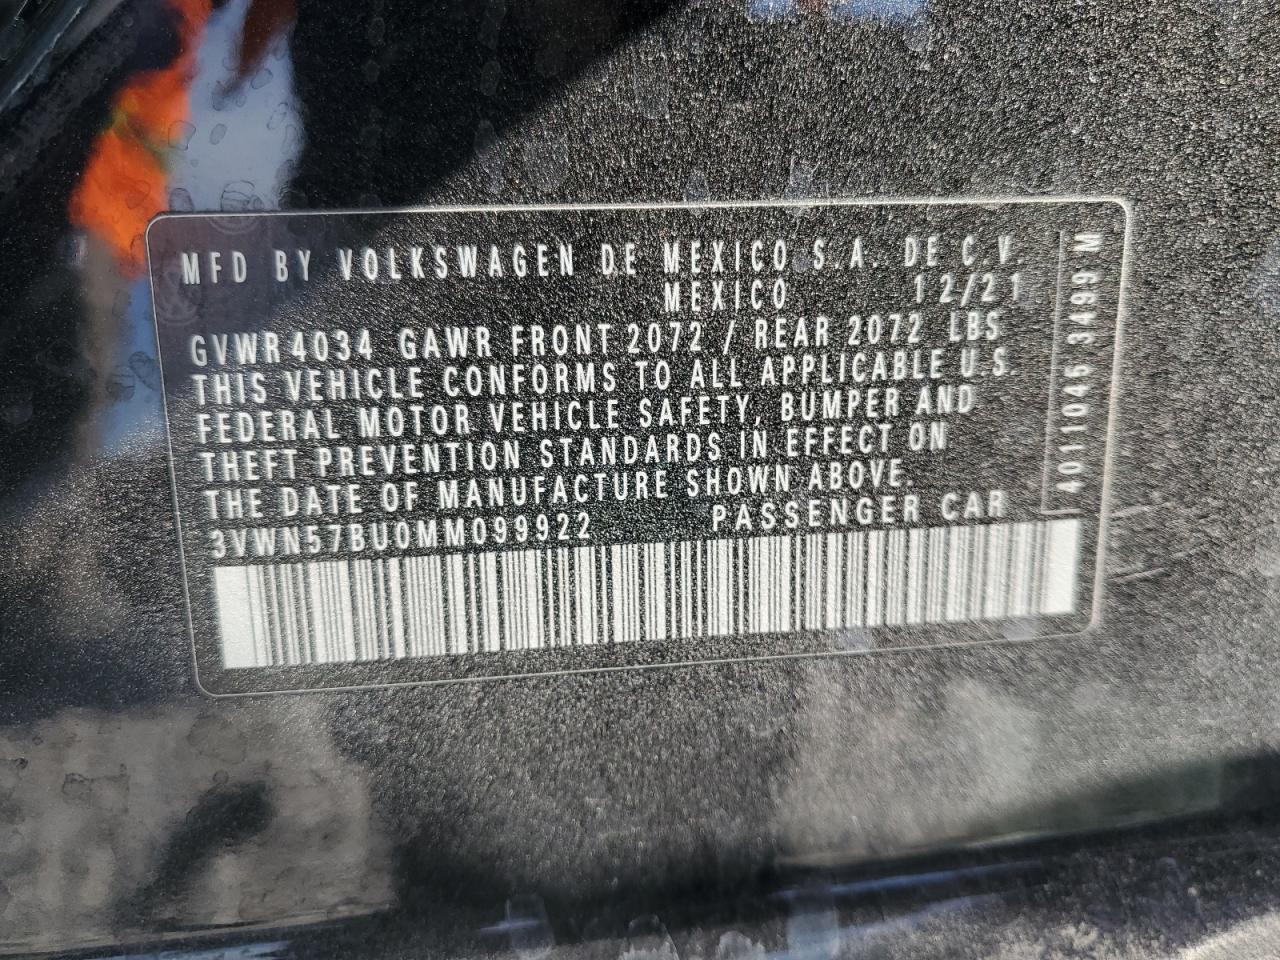 MFD BY VOLKSWAGEN DE MEXICO S.A. DE C.V.
MEXICO 12/21
GVWR 4034 GAWR FRONT 2072 / REAR 2072 LBS
THIS VEHICLE CONFORMS TO ALL APPLICABLE U.S.
FEDERAL MOTOR VEHICLE SAFETY, BUMPER AND
THEFT PREVENTION STANDARDS IN EFFECT ON
THE DATE OF MANUFACTURE SHOWN ABOVE.
3VWN57BU0MM099922 PASSENGER CAR
4011045 3499 M